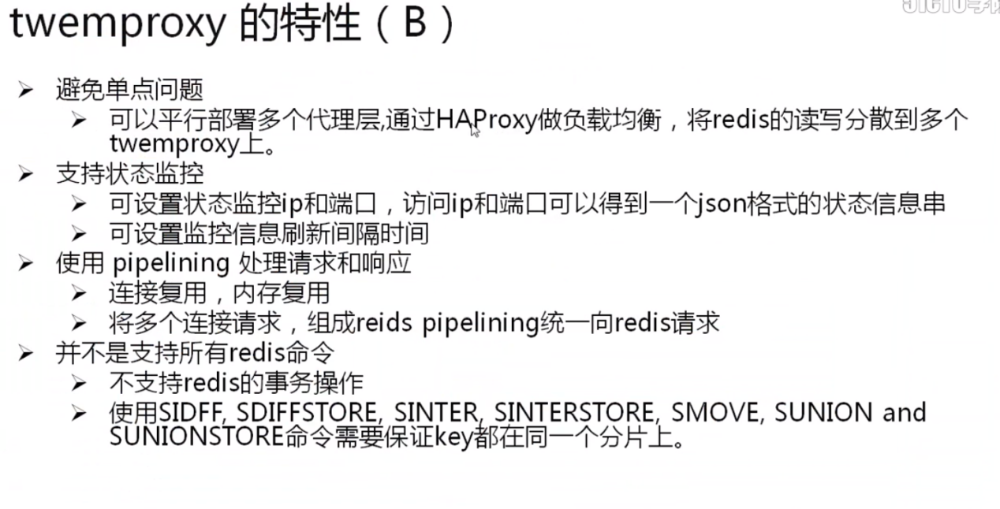 twemproxy 的特性（B）
避免单点问题
可以平行部署多个代理层,通过HAProxy做负载均衡，将redis的读写分散到多个
twemproxy上。
支持状态监控
可设置状态监控ip和端口，访问ip和端口可以得到一个json格式的状态信息串
可设置监控信息刷新间隔时间
使用 pipelining 处理请求和响应
连接复用，内存复用
将多个连接请求，组成reids pipelining统一向redis请求
并不是支持所有redis命令
不支持redis的事务操作
使用SIDFF, SDIFFSTORE, SINTER, SINTERSTORE, SMOVE, SUNION and
SUNIONSTORE命令需要保证key都在同一个分片上。